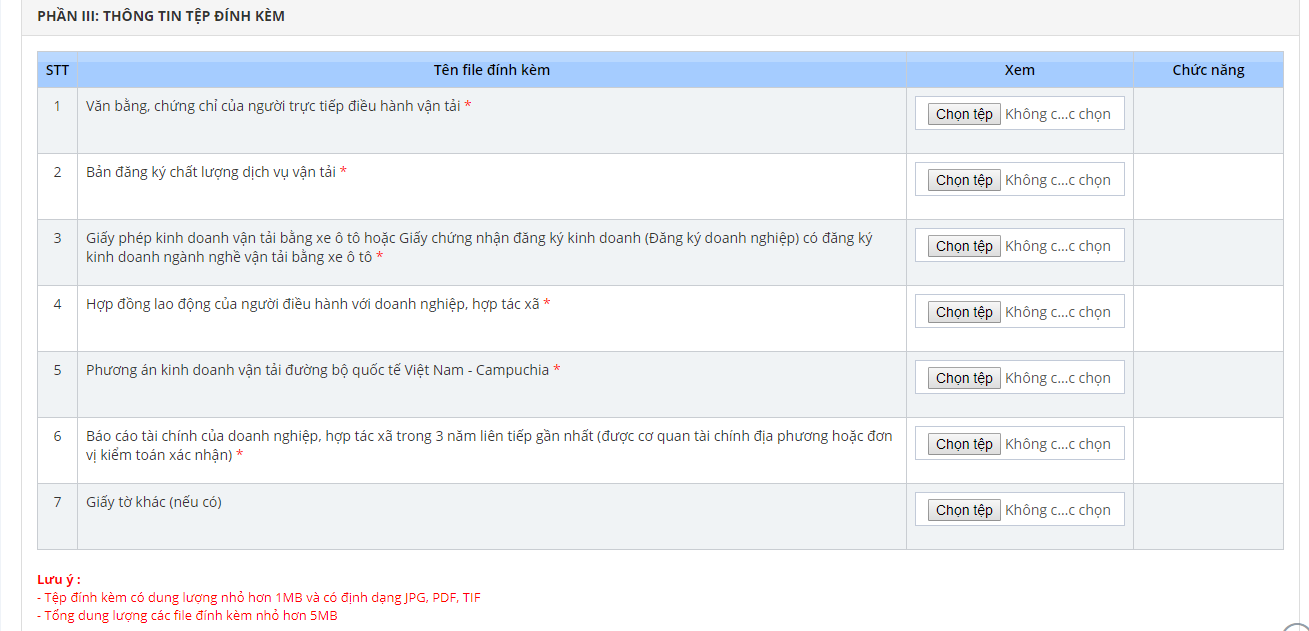 PHẦN III: THÔNG TIN TỆP ĐÍNH KÈM
STT Tên file đính kèm Xem Chức năng
1 Văn bằng, chứng chỉ của người trực tiếp điều hành vận tải * Chọn tệp Không c...c chọn
2 Bản đăng ký chất lượng dịch vụ vận tải * Chọn tệp Không c...c chọn
3 Giấy phép kinh doanh vận tải bằng xe ô tô hoặc Giấy chứng nhận đăng ký kinh doanh (Đăng ký doanh nghiệp) có đăng ký Chọn tệp Không c...c chọn
kinh doanh ngành nghề vận tải bằng xe ô tô *
4 Hợp đồng lao động của người điều hành với doanh nghiệp, hợp tác xã * Chọn tệp Không c...c chọn
5 Phương án kinh doanh vận tải đường bộ quốc tế Việt Nam - Campuchia * Chọn tệp Không c...c chọn
6 Báo cáo tài chính của doanh nghiệp, hợp tác xã trong 3 năm liên tiếp gần nhất (được cơ quan tài chính địa phương hoặc đơn Chọn tệp Không c...c chọn
vị kiểm toán xác nhận) *
7 Giấy tờ khác (nếu có) Chọn tệp Không c...c chọn
Lưu ý :
- Tệp đính kèm có dung lượng nhỏ hơn 1MB và có định dạng JPG, PDF, TIF
- Tổng dung lượng các file đính kèm nhỏ hơn 5MB